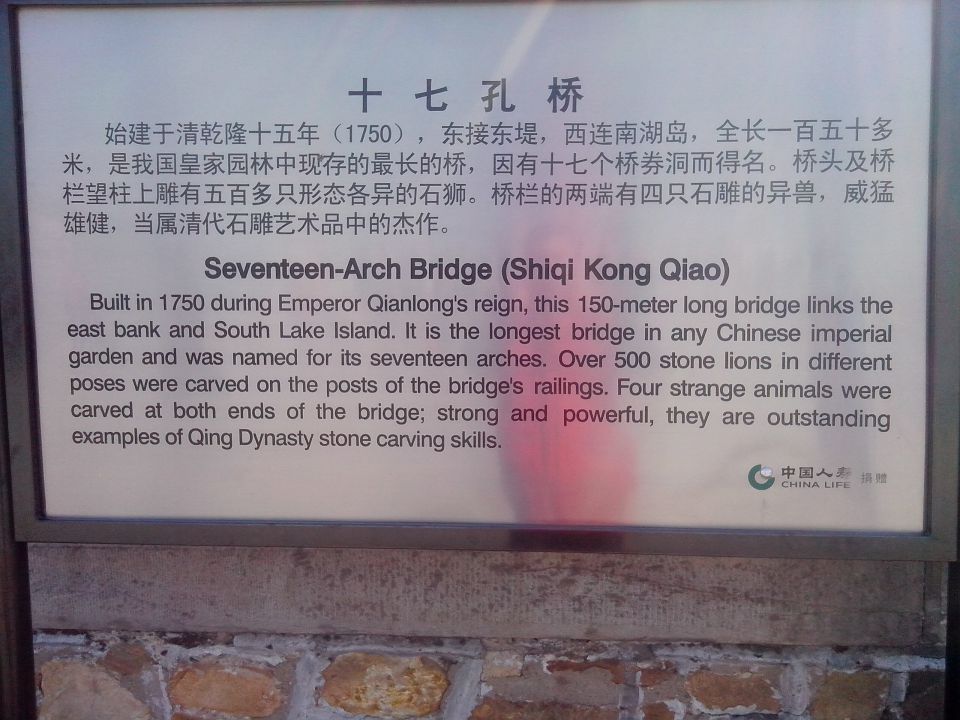 十七孔桥
始建于清乾隆十五年（1750），东接东堤，西连南湖岛，全长一百五十多
米，是我国皇家园林中现存的最长的桥，因有十七个桥券洞而得名。桥头及桥
栏望柱上雕有五百多只形态各异的石狮。桥栏的两端有四只石雕的异兽，威猛
雄健，当属清代石雕艺术品中的杰作。
Seventeen-Arch Bridge (Shiqi Kong Qiao)
Built in 1750 during Emperor Qianlong's reign, this 150-meter long bridge links the
east bank and South Lake Island. It is the longest bridge in any Chinese imperial
garden and was named for its seventeen arches. Over 500 stone lions in different
poses were carved on the posts of the bridge's railings. Four strange animals were
carved at both ends of the bridge; strong and powerful, they are outstanding
examples of Qing Dynasty stone carving skills.
中国人寿 捐赠
CHINA LIFE